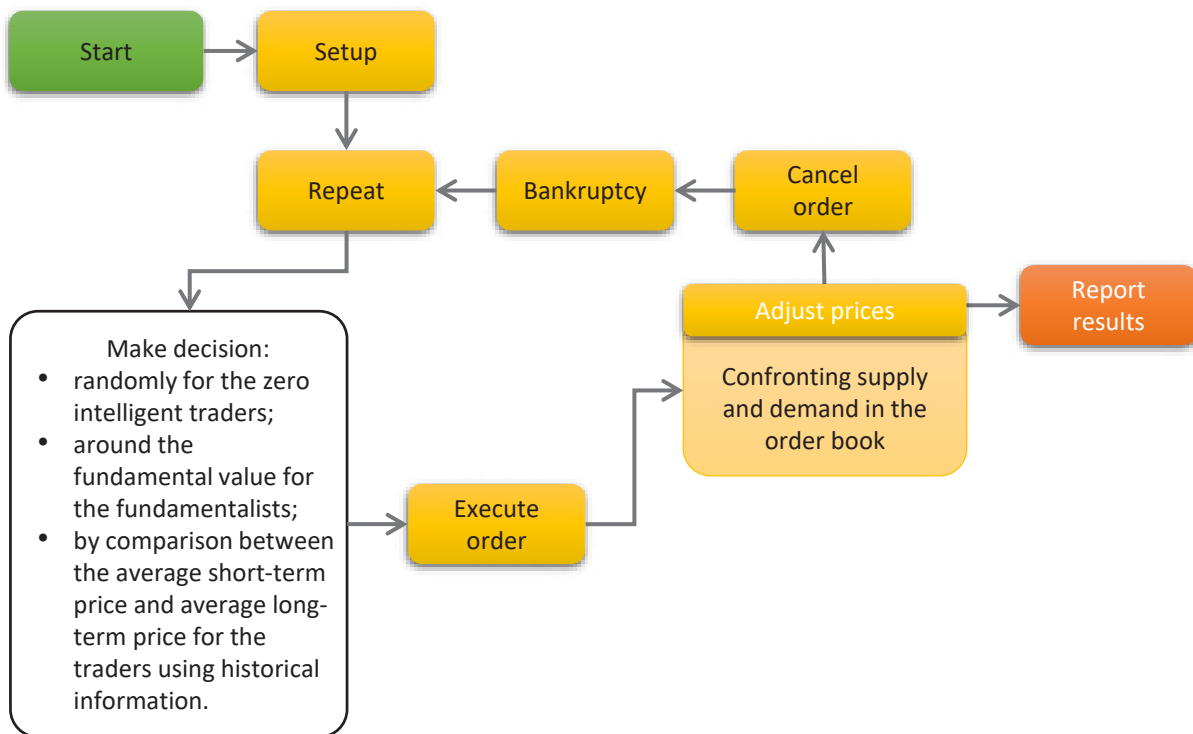 Start
Setup
Repeat
Bankruptcy
Cancel
order
Adjust prices
Report
results
Confronting supply
and demand in the
order book
Make decision:
• randomly for the zero
intelligent traders;
• around the
fundamental value for
the fundamentalists;
• by comparison between
the average short-term
price and average long-
term price for the
traders using historical
information.
Execute
order